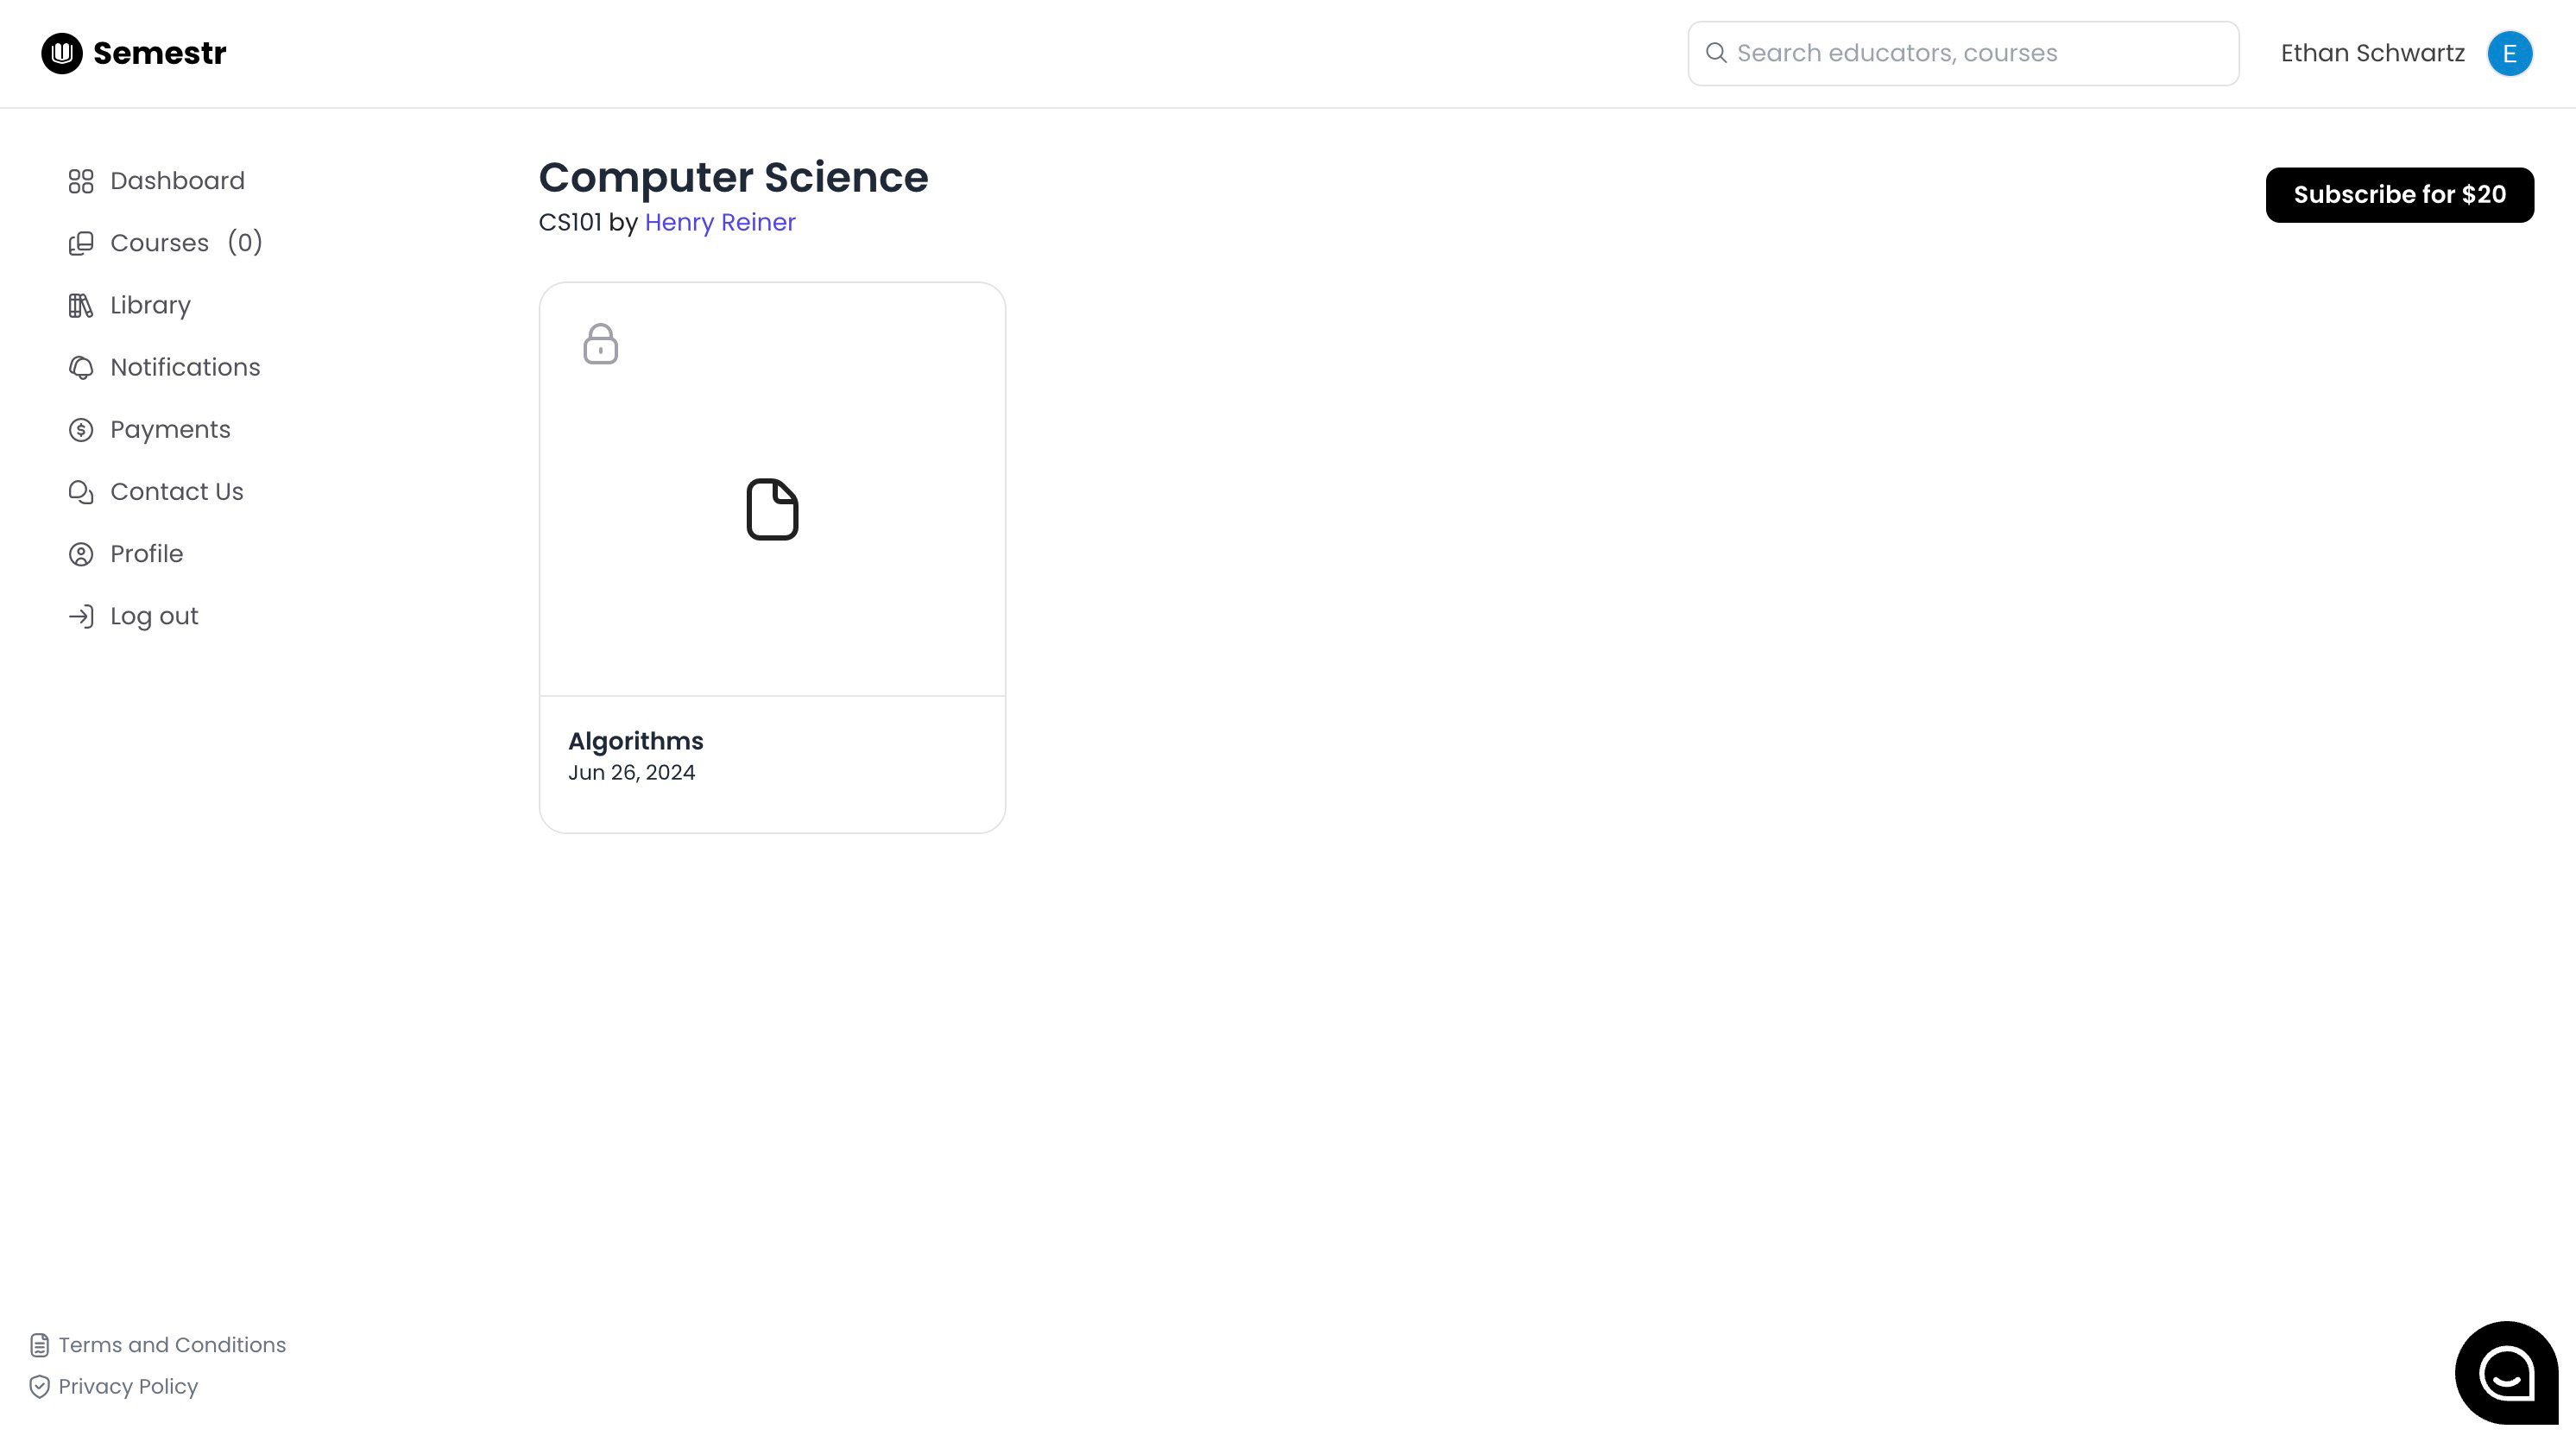 Semestr
Search educators, courses
Ethan Schwartz
E
Dashboard
Courses (0)
Library
Notifications
Payments
Contact Us
Profile
Log out
Computer Science
CS101 by Henry Reiner
Subscribe for $20
Algorithms
Jun 26, 2024
Terms and Conditions
Privacy Policy